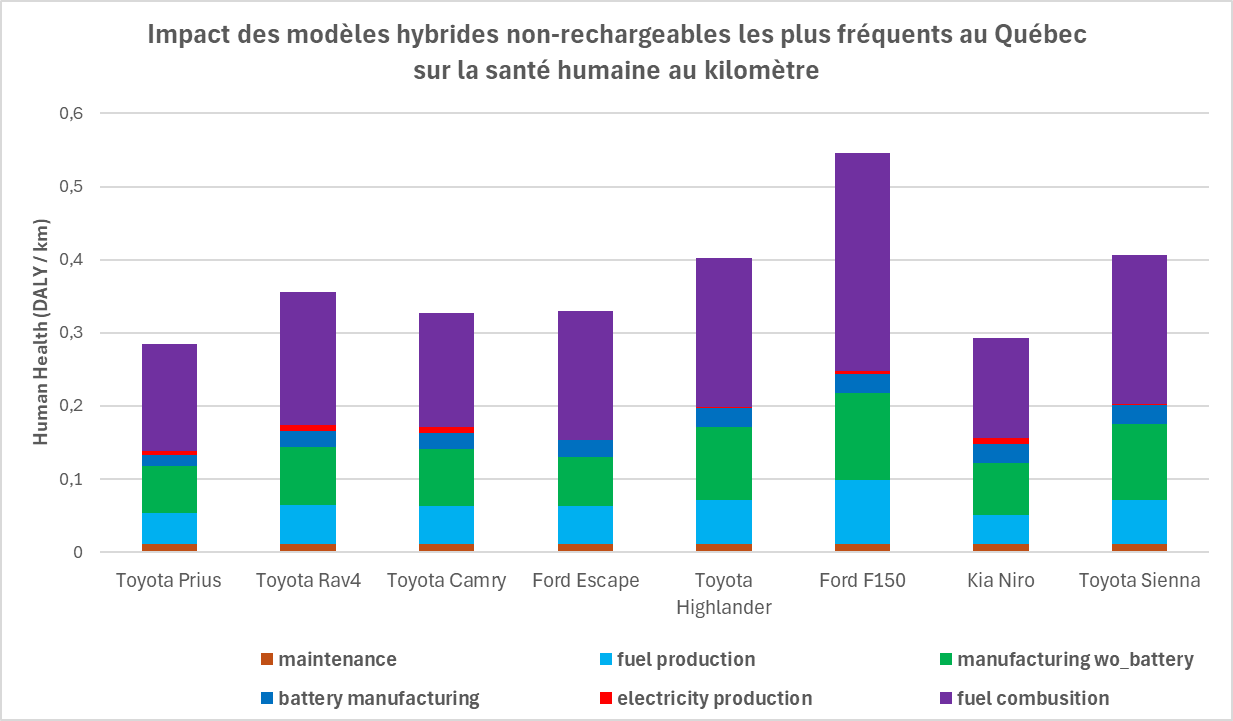 Impact des modèles hybrides non-rechargeables les plus fréquents au Québec
sur la santé humaine au kilomètre
Human Health (DALY / km)
0,6
0,5
0,4
0,3
0,2
0,1
0
Toyota Prius
Toyota Rav4
Toyota Camry
Ford Escape
Toyota
Highlander
Ford F150
Kia Niro
Toyota Sienna
maintenance
fuel production
manufacturing wo_battery
battery manufacturing
electricity production
fuel combusition